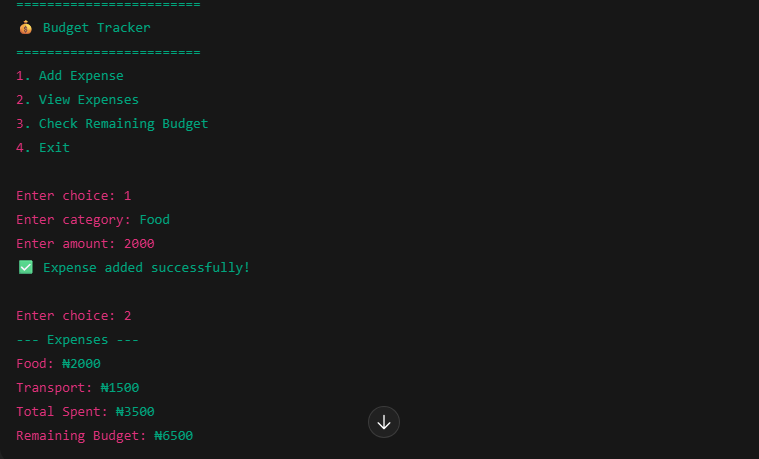 ========================
💰 Budget Tracker
========================
1. Add Expense
2. View Expenses
3. Check Remaining Budget
4. Exit
Enter choice: 1
Enter category: Food
Enter amount: 2000
✅ Expense added successfully!
Enter choice: 2
--- Expenses ---
Food: ₦2000
Transport: ₦1500
Total Spent: ₦3500
Remaining Budget: ₦6500